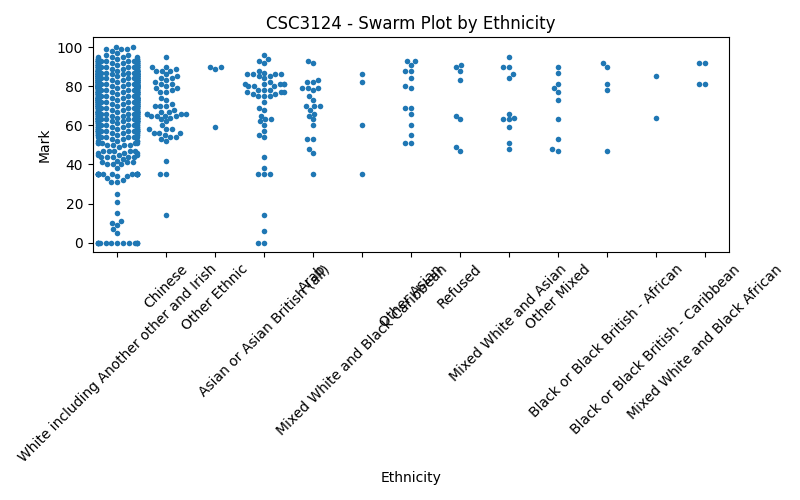 CSC3124 - Swarm Plot by Ethnicity
100
80
60
40
20
0
Mark
White including Another other and Irish
Chinese
Other Ethnic
Asian or Asian British (all)
Arab
Mixed White and Black Caribbean
Other Asian
Refused
Mixed White and Asian
Other Mixed
Black or Black British - African
Black or Black British - Caribbean
Mixed White and Black African
Ethnicity